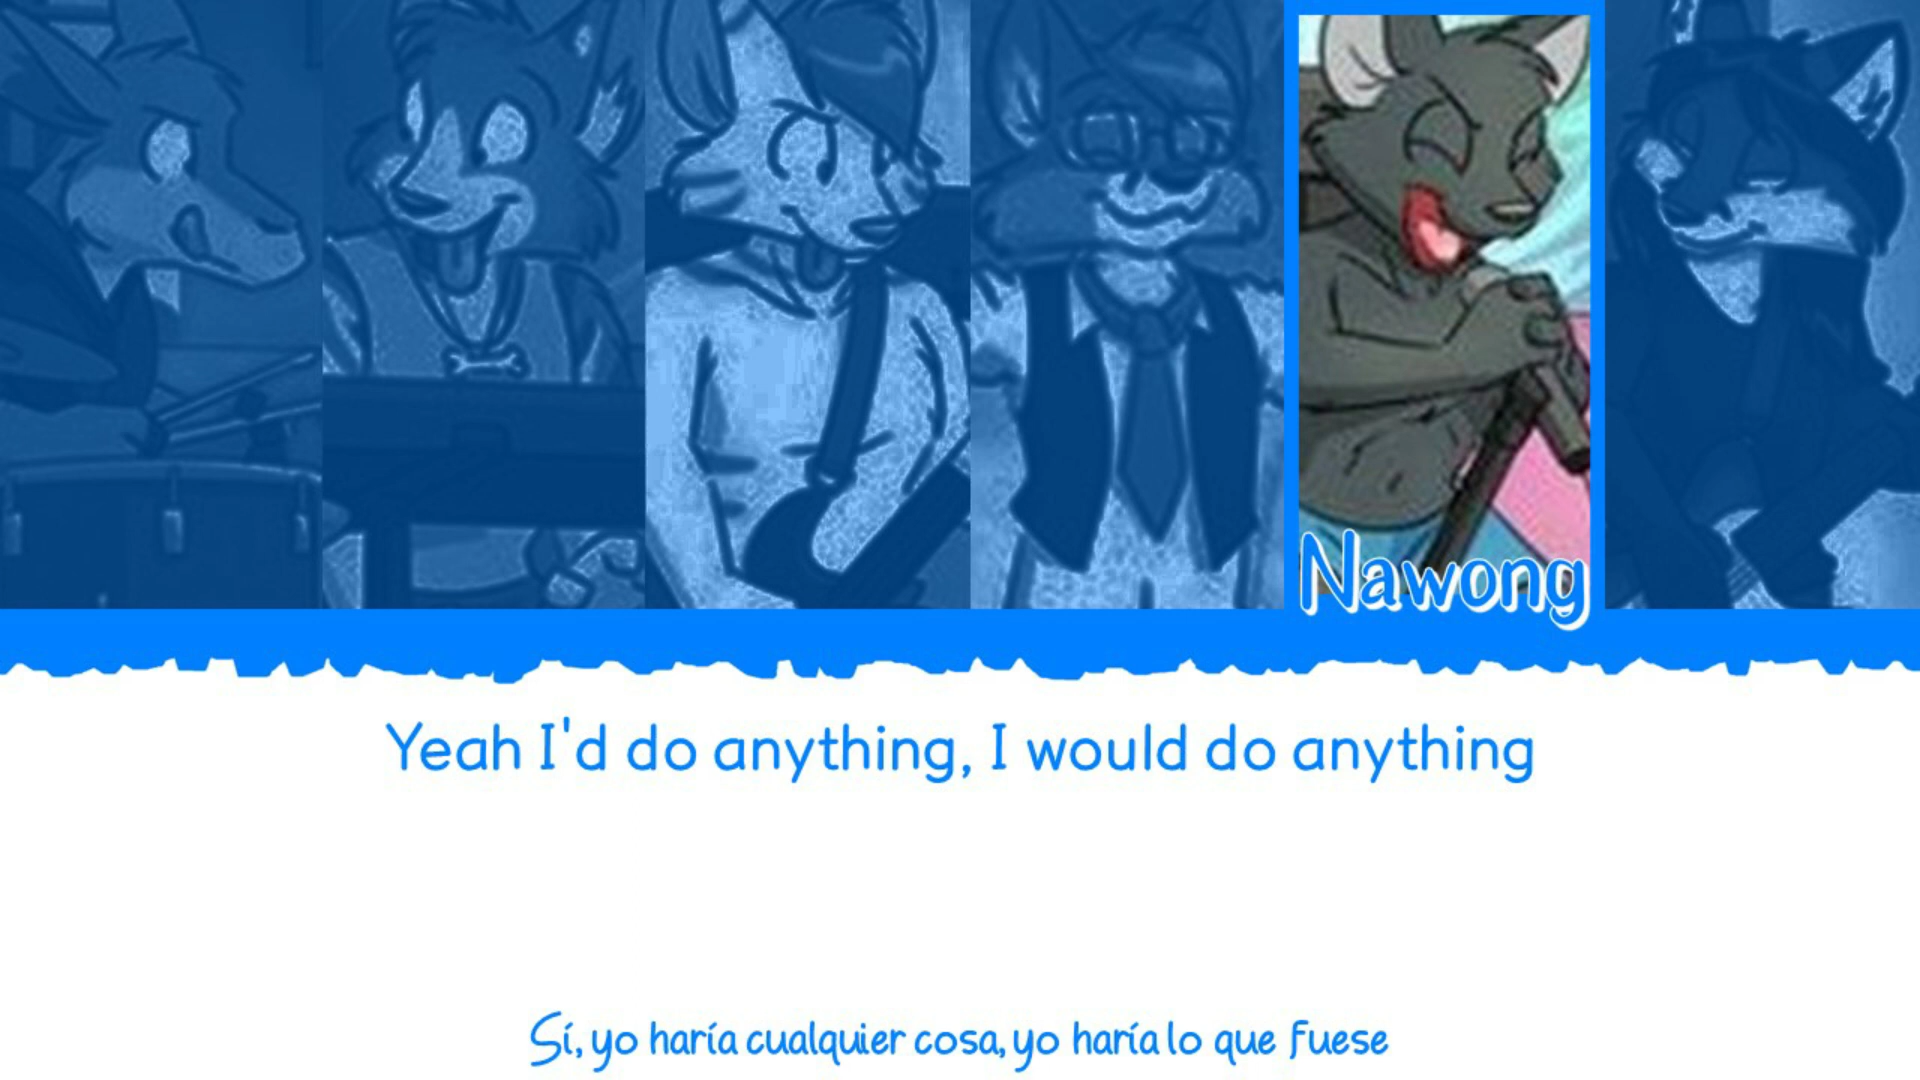 Nawong
Yeah I'd do anything, I would do anything
Sí, yo haría cualquier cosa, yo haría lo que fuese